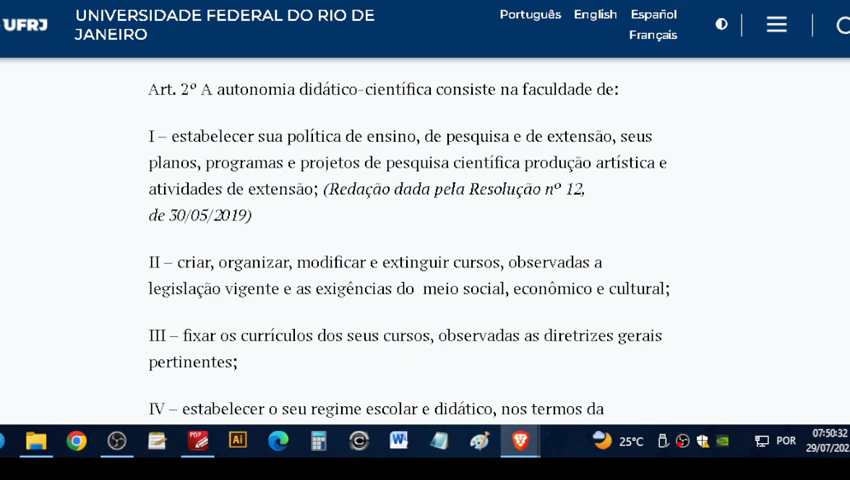 UFRJ
UNIVERSIDADE FEDERAL DO RIO DE
JANEIRO
Português English Español
Français
Art. 2º A autonomia didático-científica consiste na faculdade de:
I – estabelecer sua política de ensino, de pesquisa e de extensão, seus
planos, programas e projetos de pesquisa científica produção artística e
atividades de extensão; (Redação dada pela Resolução nº 12,
de 30/05/2019)
II – criar, organizar, modificar e extinguir cursos, observadas a
legislação vigente e as exigências do meio social, econômico e cultural;
III – fixar os currículos dos seus cursos, observadas as diretrizes gerais
pertinentes;
IV – estabelecer o seu regime escolar e didático, nos termos da
PDF
Ai
W
25°C
POR
07:50:32
29/07/202